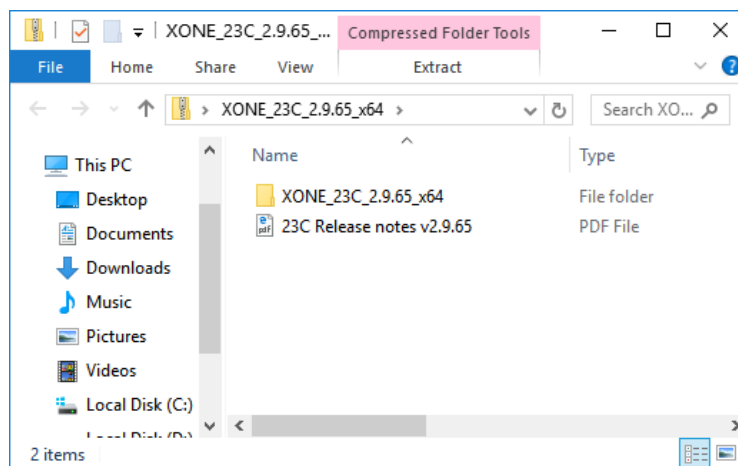 XONE_23C_2.9.65_... Compressed Folder Tools
File Home Share View Extract
XONE_23C_2.9.65_x64 Search XO...
Name Type
This PC
Desktop
Documents
Downloads
Music
Pictures
Videos
Local Disk (C:)
Local Disk (D:)
XONE_23C_2.9.65_x64 File folder
23C Release notes v2.9.65 PDF File
2 items